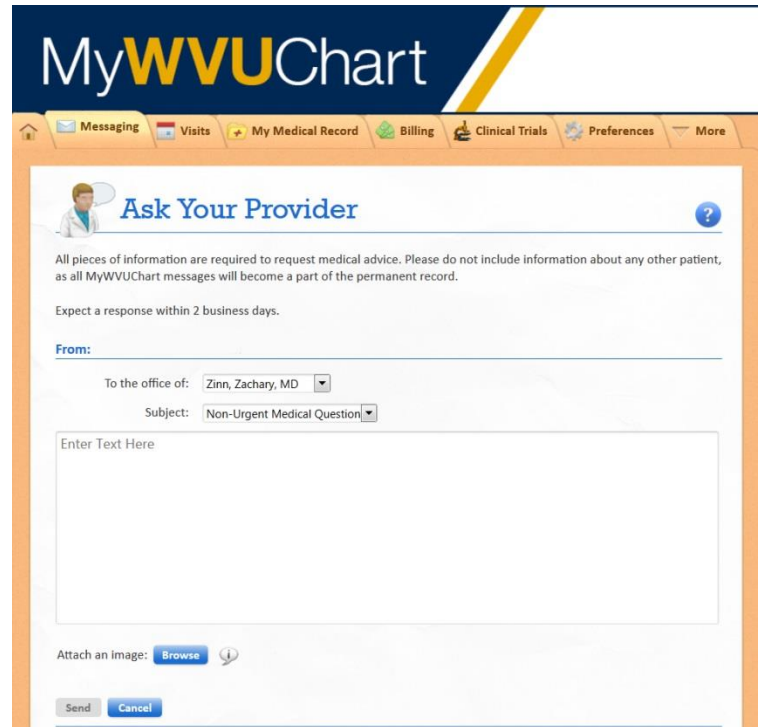 MyWVUChart
Messaging Visits My Medical Record Billing Clinical Trials Preferences More
Ask Your Provider
?
All pieces of information are required to request medical advice. Please do not include information about any other patient,
as all MyWVUChart messages will become a part of the permanent record.
Expect a response within 2 business days.
From:
To the office of: Zinn, Zachary, MD
Subject: Non-Urgent Medical Question
Enter Text Here
Attach an image: Browse i
Send Cancel